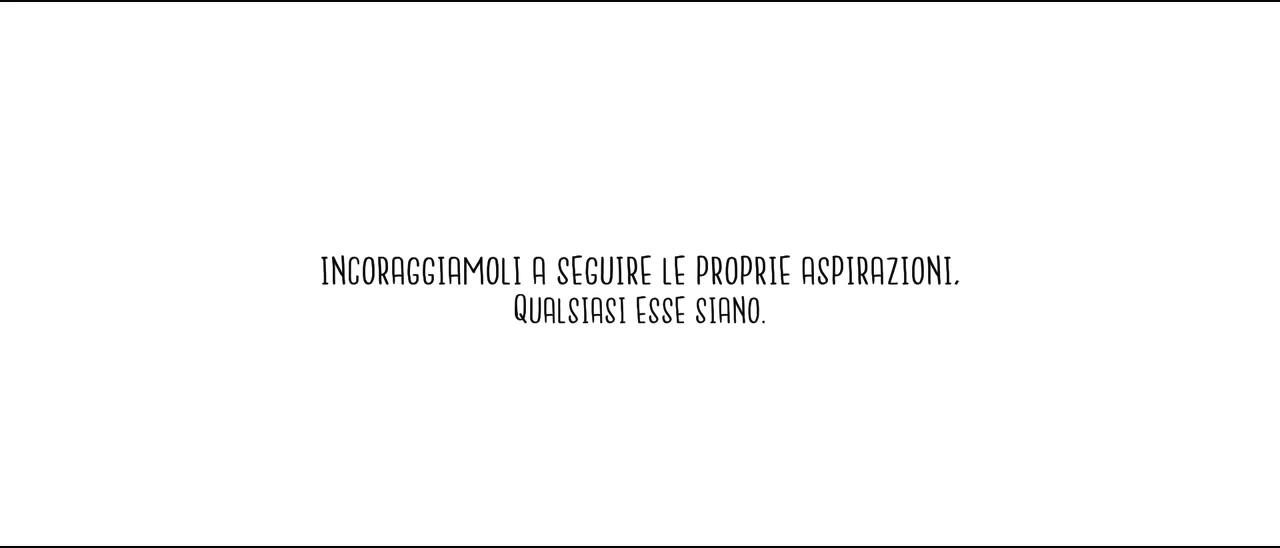 INCORAGGIAMOLI A SEGUIRE LE PROPRIE ASPIRAZIONI,
QUALSIASI ESSE SIANO.